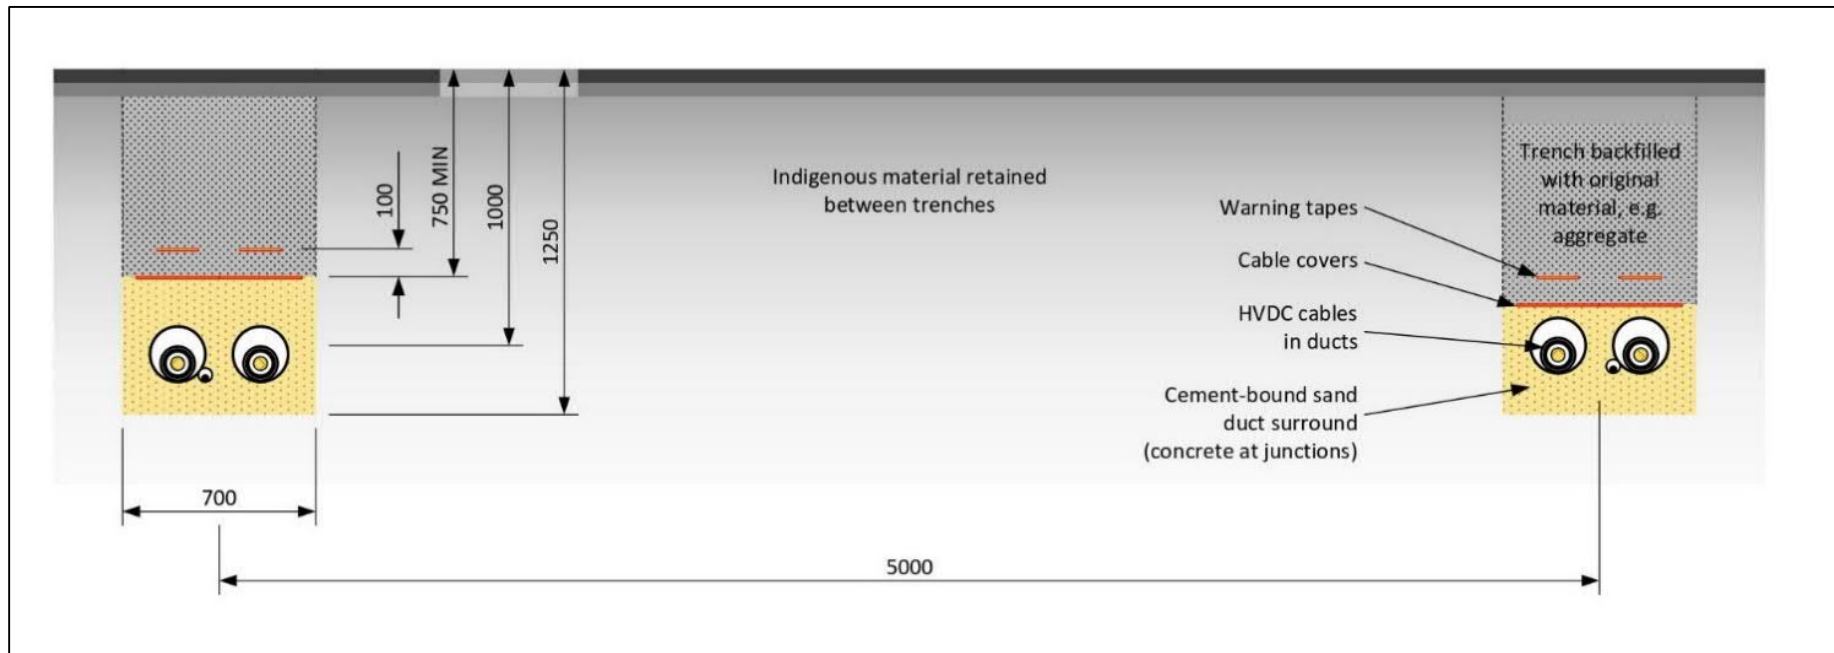 100
750 MIN
1000
1250
Indigenous material retained
between trenches
Trench backfilled
with original
material, e.g.
aggregate
Warning tapes
Cable covers
HVDC cables
in ducts
Cement-bound sand
duct surround
(concrete at junctions)
700
5000